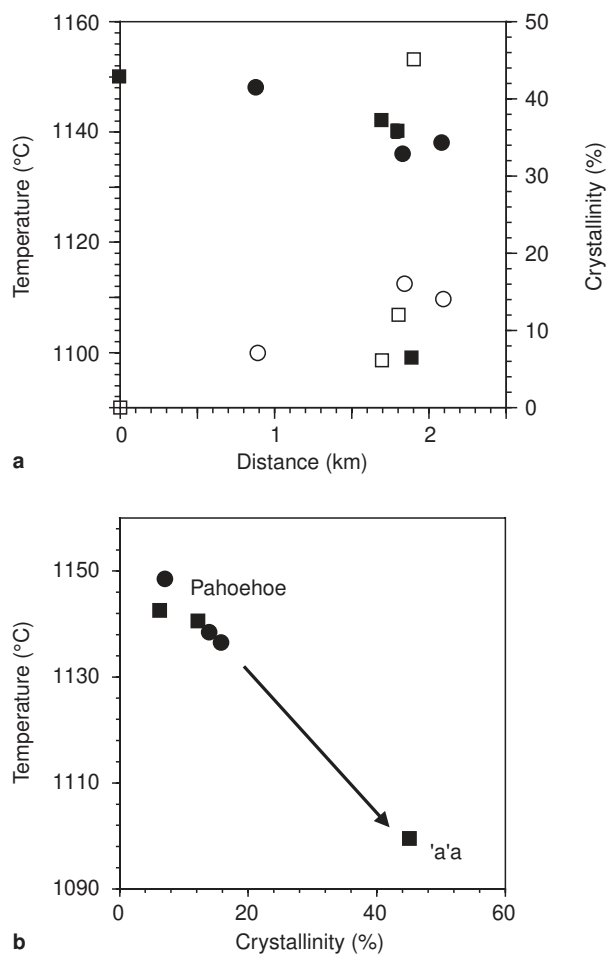 1160
1140
1120
1100
Temperature (°C)
50
40
30
20
10
0
Crystallinity (%)
0 1 2
Distance (km)
a
1150
1130
1110
1090
Temperature (°C)
Pahoehoe
'a'a
0 20 40 60
Crystallinity (%)
b